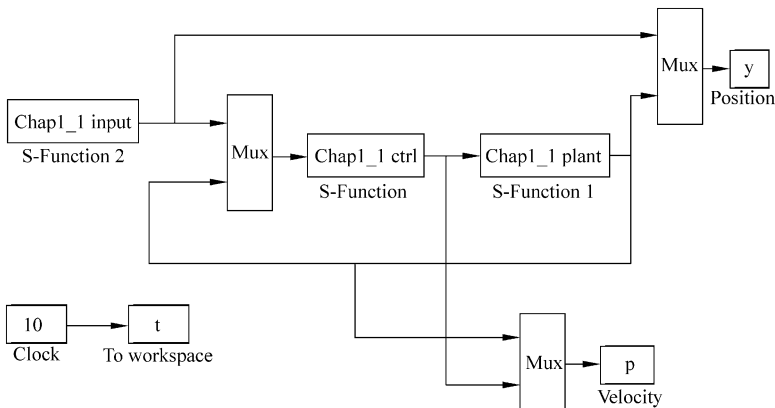 Mux
y
Position
Chap1_1 input
S-Function 2
Mux
Chap1_1 ctrl
S-Function
Chap1_1 plant
S-Function 1
10
Clock
t
To workspace
Mux
p
Velocity